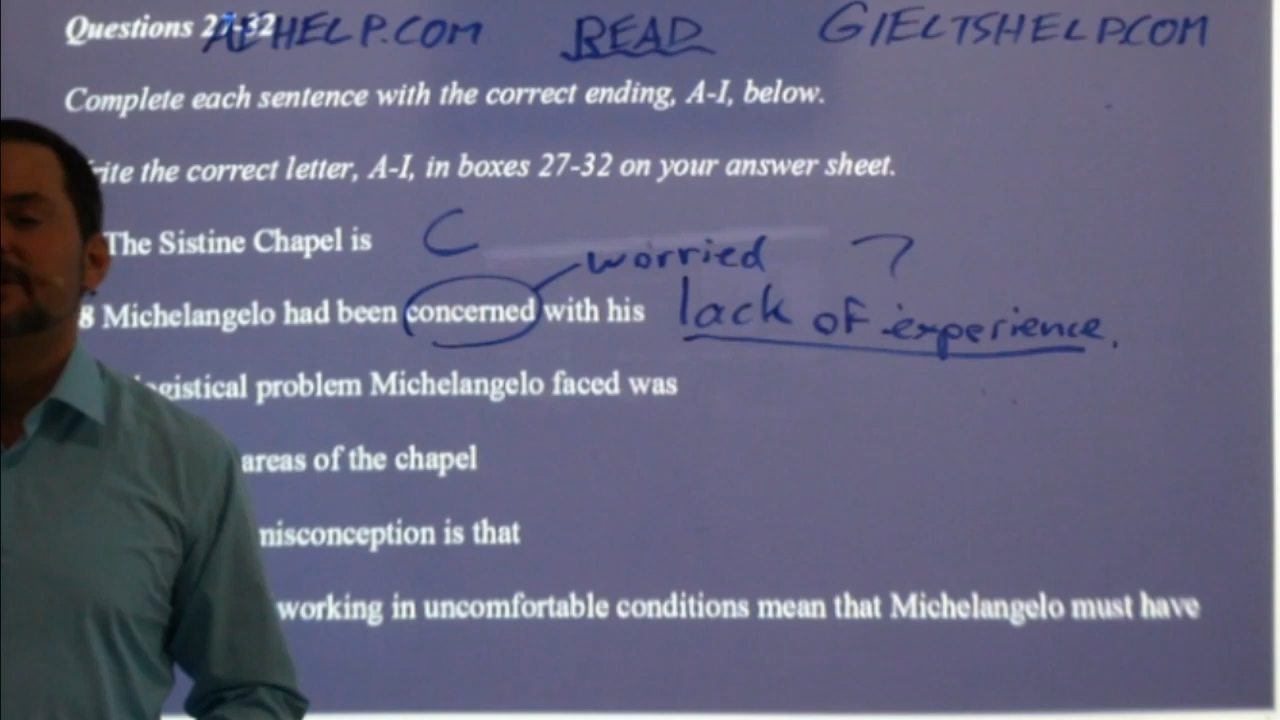 Questions 27-32
AEHELP.COM READ GIELTSHELP.COM
Complete each sentence with the correct ending, A-I, below.
rite the correct letter, A-I, in boxes 27-32 on your answer sheet.
The Sistine Chapel is C
worried ?
8 Michelangelo had been concerned with his lack of experience.
logistical problem Michelangelo faced was
areas of the chapel
misconception is that
working in uncomfortable conditions mean that Michelangelo must have